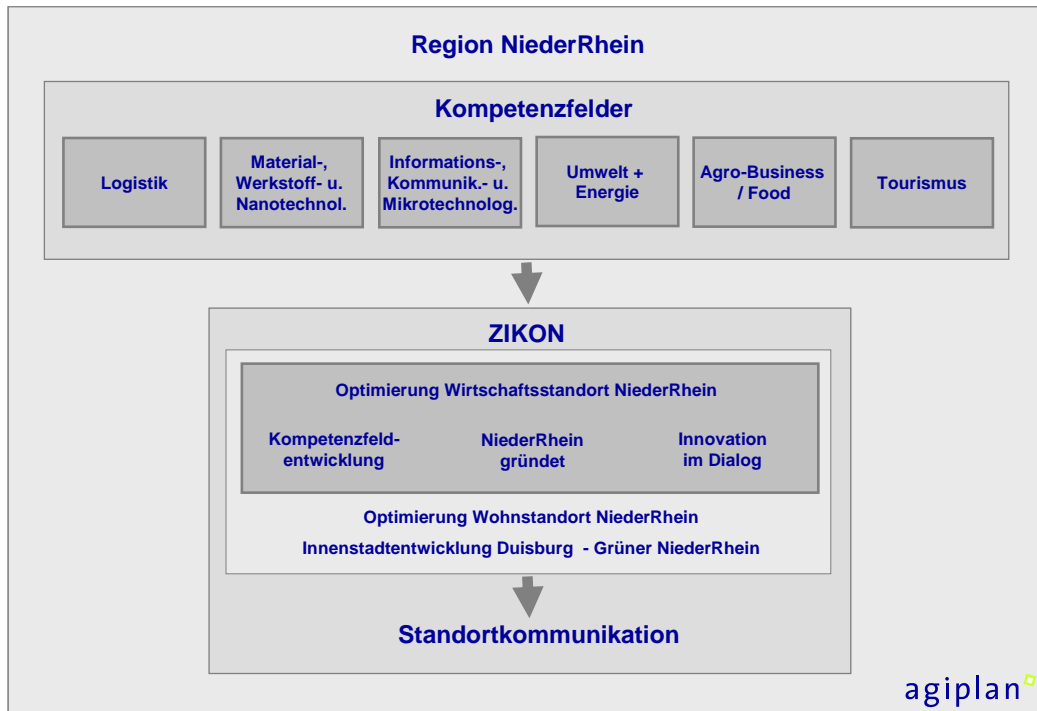 Region NiederRhein
Kompetenzfelder
Logistik
Material-,
Werkstoff- u.
Nanotechnol.
Informations-,
Kommunik.- u.
Mikrotechnolog.
Umwelt +
Energie
Agro-Business
/ Food
Tourismus
ZIKON
Optimierung Wirtschaftsstandort NiederRhein
Kompetenzfeld-
entwicklung
NiederRhein
gründet
Innovation
im Dialog
Optimierung Wohnstandort NiederRhein
Innenstadtentwicklung Duisburg - Grüner NiederRhein
Standortkommunikation
agiplan